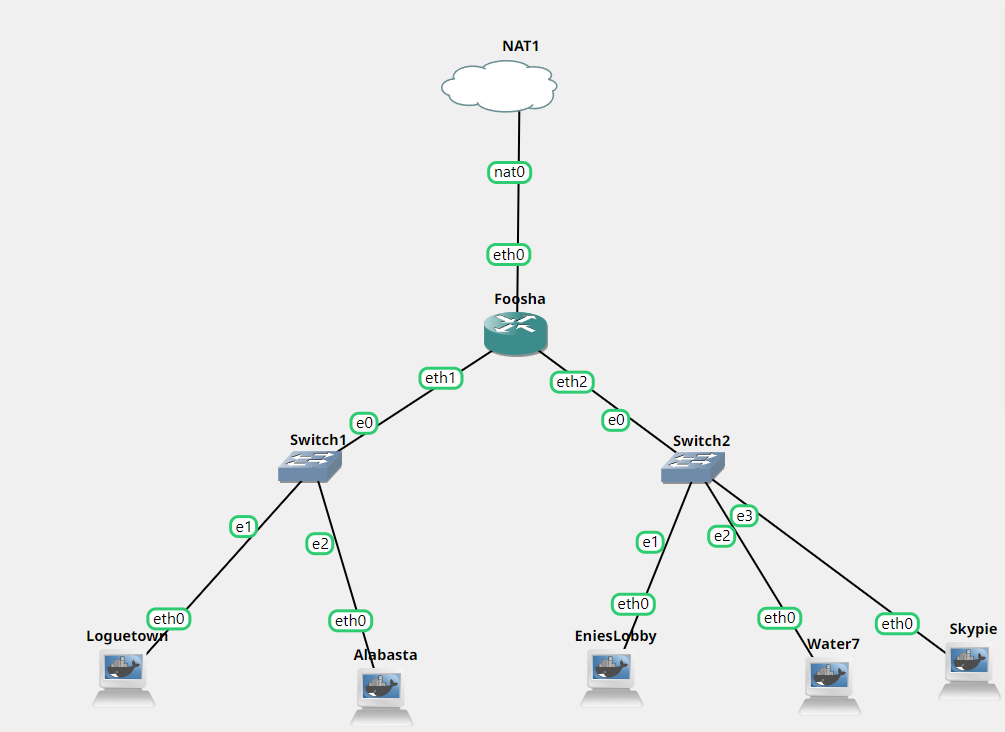 NAT1
nat0
eth0
Foosha
eth1
eth2
e0
e0
Switch1
Switch2
e1
e2
e1
e2
e3
eth0
eth0
eth0
eth0
eth0
Loguetown
Alabasta
EniesLobby
Water7
Skypie